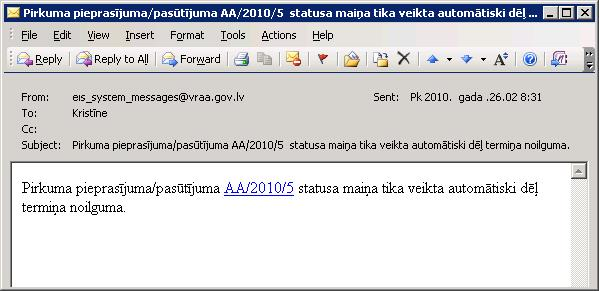 Pirkuma pieprasījuma/pasūtījuma AA/2010/5 statusa maiņa tika veikta automātiski dēļ ...
File Edit View Insert Format Tools Actions Help
Reply Reply to All Forward
From: eis_system_messages@vraa.gov.lv Sent: Pk 2010. gada .26.02 8:31
To: Kristīne
Cc:
Subject: Pirkuma pieprasījuma/pasūtījuma AA/2010/5 statusa maiņa tika veikta automātiski dēļ termiņa noilguma.
Pirkuma pieprasījuma/pasūtījuma AA/2010/5 statusa maiņa tika veikta automātiski dēļ
termiņa noilguma.